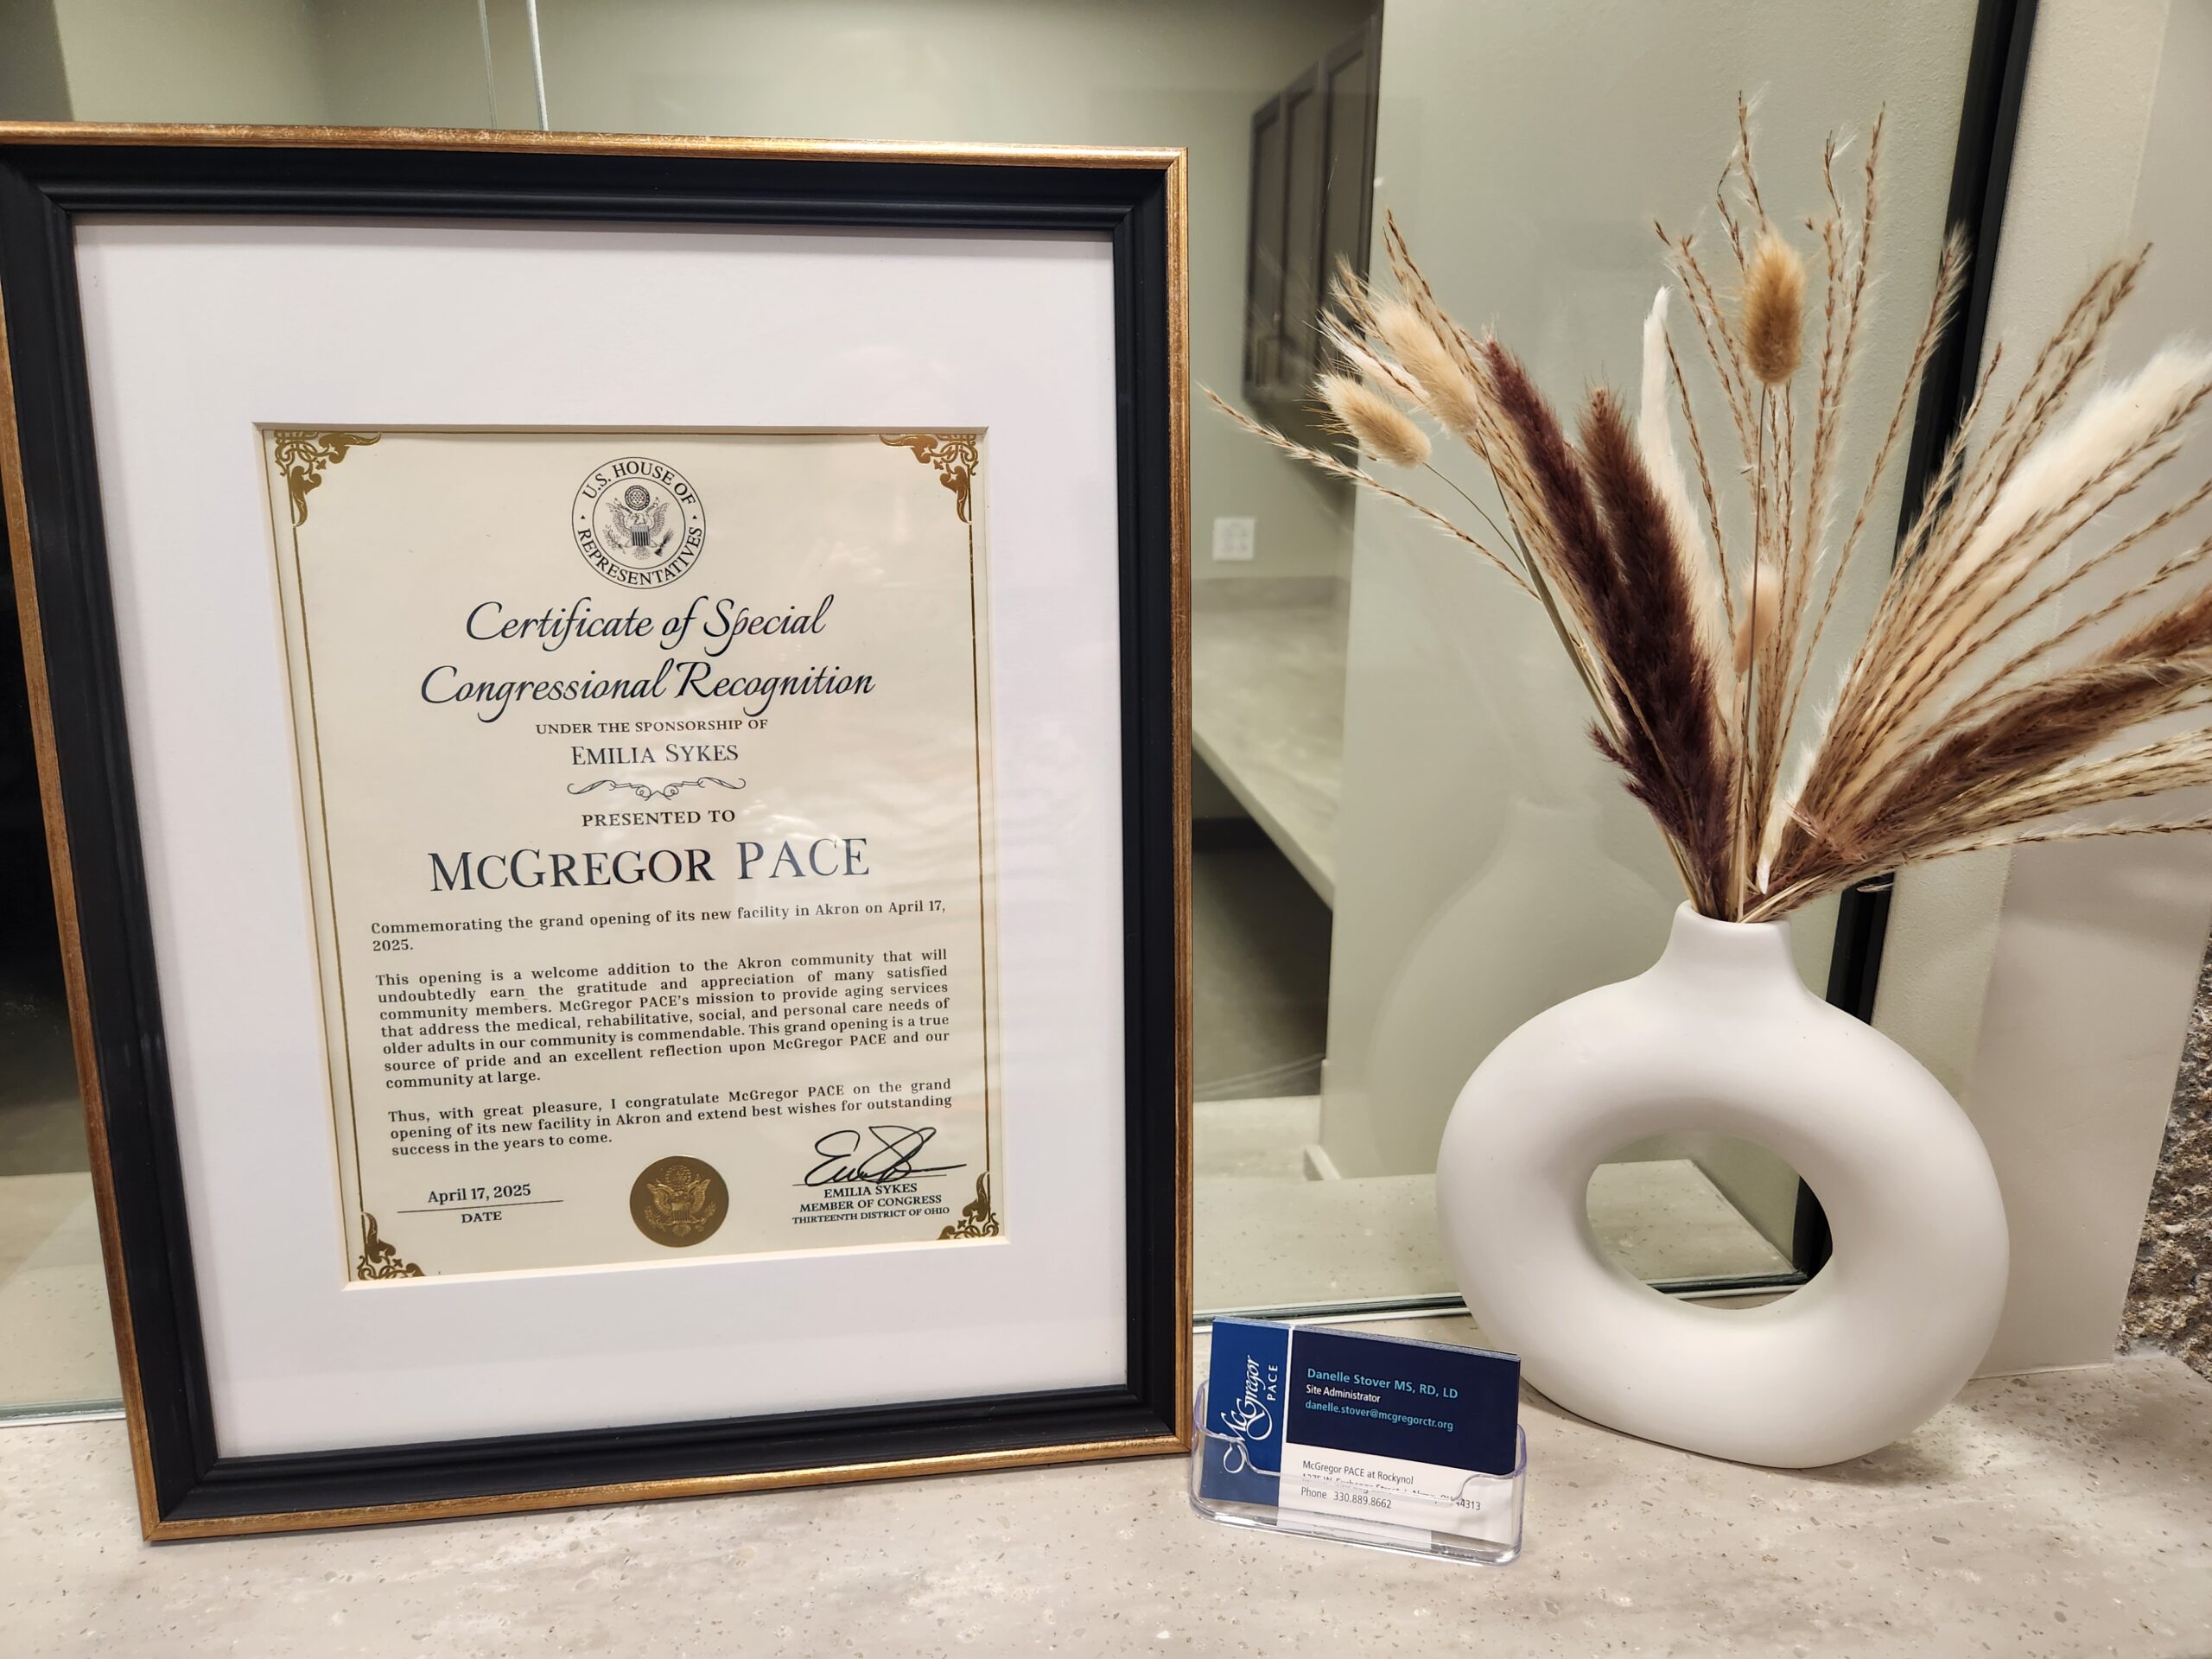 U.S. HOUSE OF REPRESENTATIVES
Certificate of Special
Congressional Recognition
UNDER THE SPONSORSHIP OF
EMILIA SYKES
PRESENTED TO
McGREGOR PACE
Commemorating the grand opening of its new facility in Akron on April 17,
2025.
This opening is a welcome addition to the Akron community that will
undoubtedly earn the gratitude and appreciation of many satisfied
community members. McGregor PACE's mission to provide aging services
that address the medical, rehabilitative, social, and personal care needs of
older adults in our community is commendable. This grand opening is a true
source of pride and an excellent reflection upon McGregor PACE and our
community at large.
Thus, with great pleasure, I congratulate McGregor PACE on the grand
opening of its new facility in Akron and extend best wishes for outstanding
success in the years to come.
April 17, 2025
DATE
EMILIA SYKES
MEMBER OF CONGRESS
THIRTEENTH DISTRICT OF OHIO
McGregor
PACE
Danelle Stover MS, RD, LD
Site Administrator
danelle.stover@mcgregorctr.org
McGregor PACE at Rockynol
44313
Phone 330.889.8662